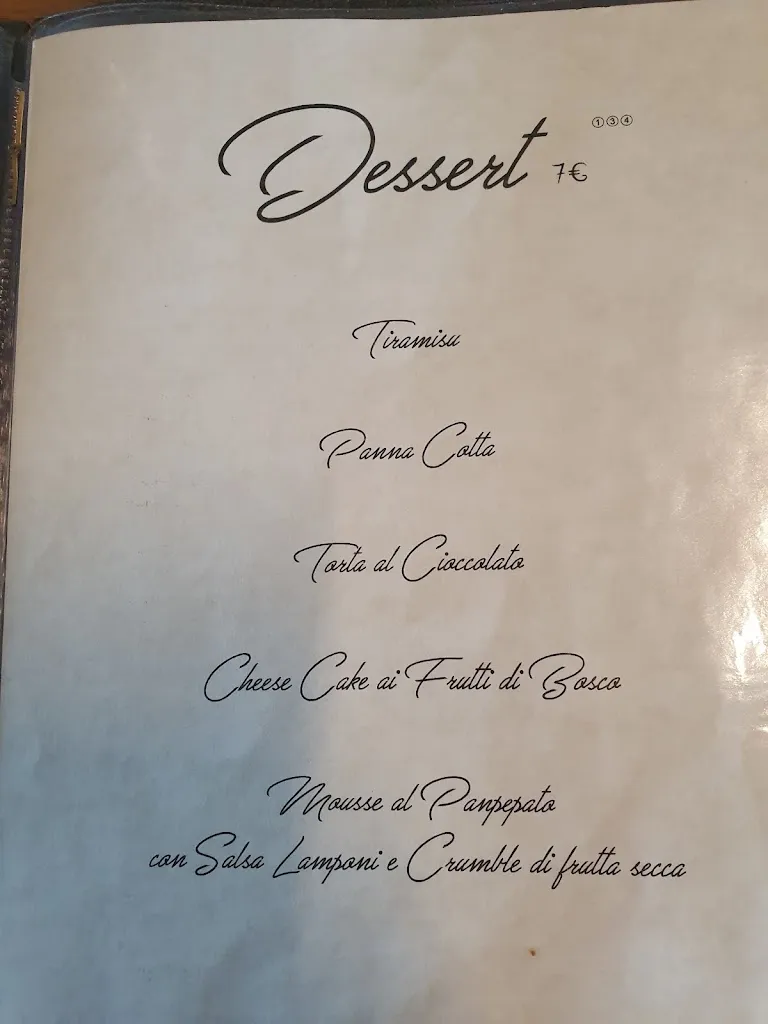 Dessert 7€ ①③④
Tiramisu
Panna Cotta
Torta al Cioccolato
Cheese Cake ai Frutti di Bosco
Mousse al Panpepato
con Salsa Lamponi e Crumble di frutta secca